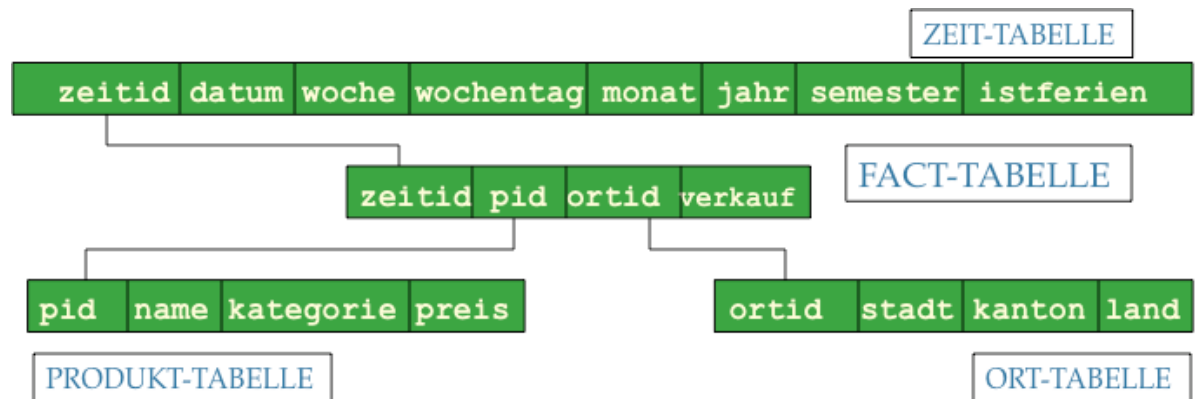 ZEIT-TABELLE
zeitid datum woche wochentag monat jahr semester istferien
FACT-TABELLE
zeitid pid ortid verkauf
pid name kategorie preis
ortid stadt kanton land
PRODUKT-TABELLE
ORT-TABELLE